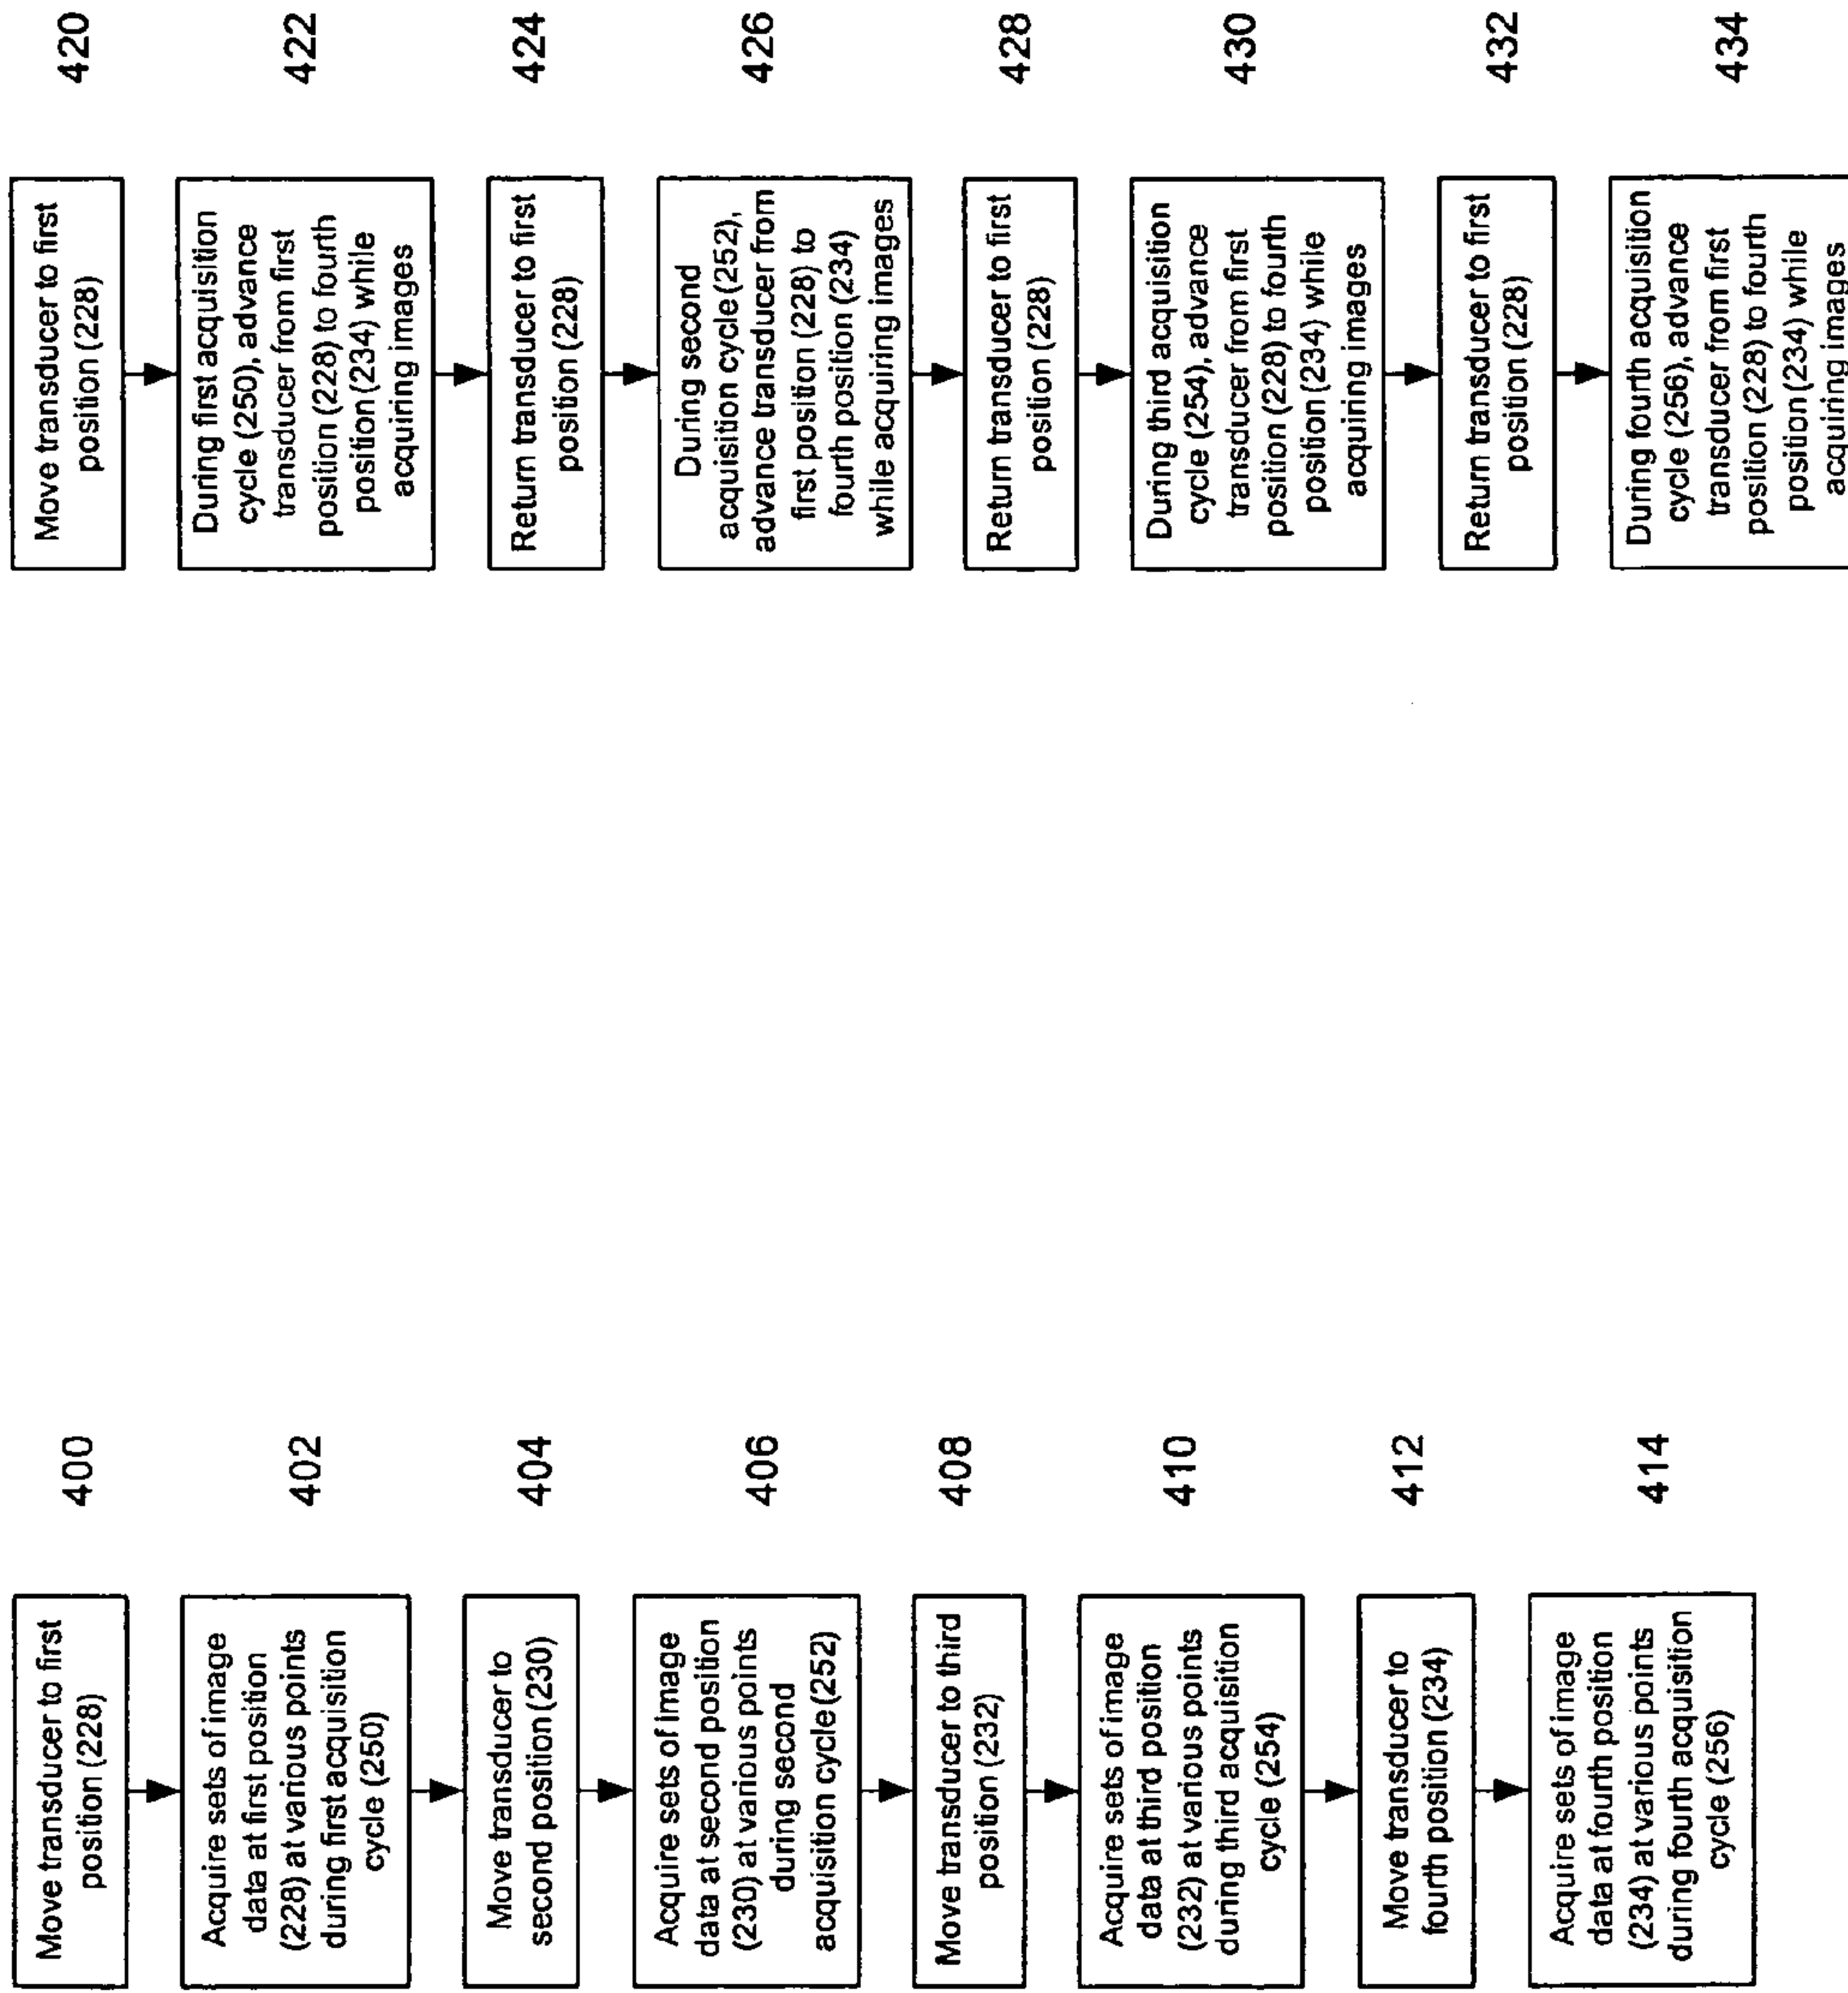 Move transducer to first
position (228)
400
Acquire sets of image
data at first position
(228) at various points
during first acquisition
cycle (250)
402
Move transducer to
second position (230)
404
Acquire sets of image
data at second position
(230) at various points
during second
acquisition cycle (252)
406
Move transducer to third
position (232)
408
Acquire sets of image
data at third position
(232) at various points
during third acquisition
cycle (254)
410
Move transducer to
fourth position (234)
412
Acquire sets of image
data at fourth position
(234) at various points
during fourth acquisition
cycle (256)
414
Move transducer to first
position (228)
420
During first acquisition
cycle (250), advance
transducer from first
position (228) to fourth
position (234) while
acquiring images
422
Return transducer to first
position (228)
424
During second
acquisition cycle (252),
advance transducer from
first position (228) to
fourth position (234)
while acquiring images
426
Return transducer to first
position (228)
428
During third acquisition
cycle (254), advance
transducer from first
position (228) to fourth
position (234) while
acquiring images
430
Return transducer to first
position (228)
432
During fourth acquisition
cycle (256), advance
transducer from first
position (228) to fourth
position (234) while
acquiring images
434